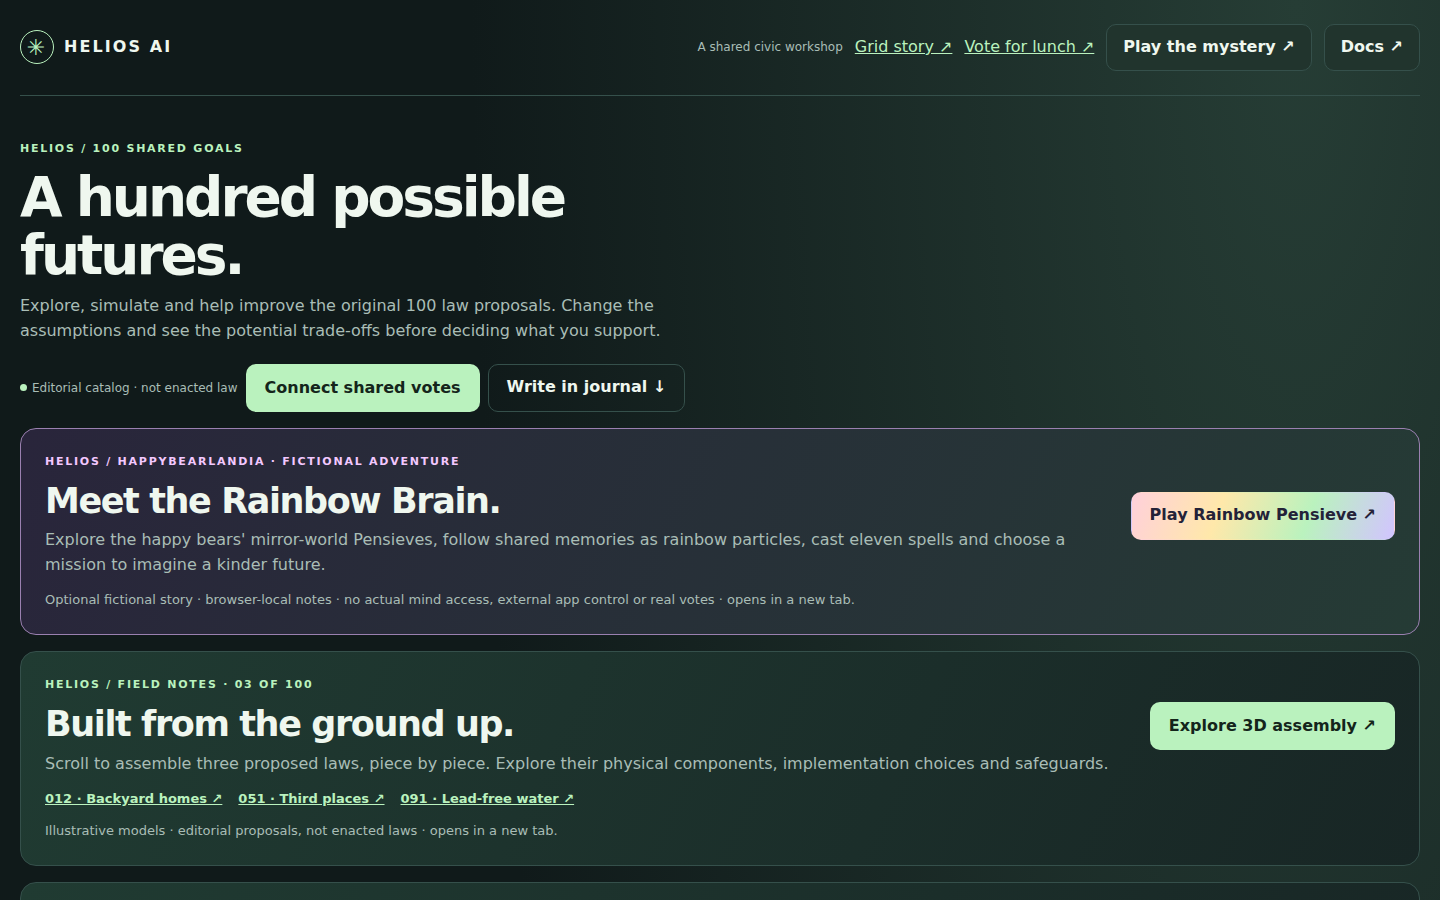 HELIOS AI
A shared civic workshop
Grid story ↗
Vote for lunch ↗
Play the mystery ↗
Docs ↗
HELIOS / 100 SHARED GOALS
A hundred possible
futures.
Explore, simulate and help improve the original 100 law proposals. Change the
assumptions and see the potential trade-offs before deciding what you support.
Editorial catalog · not enacted law
Connect shared votes
Write in journal ↓
HELIOS / HAPPYBEARLANDIA · FICTIONAL ADVENTURE
Meet the Rainbow Brain.
Explore the happy bears' mirror-world Pensieves, follow shared memories as rainbow particles, cast eleven spells and choose a
mission to imagine a kinder future.
Optional fictional story · browser-local notes · no actual mind access, external app control or real votes · opens in a new tab.
Play Rainbow Pensieve ↗
HELIOS / FIELD NOTES · 03 OF 100
Built from the ground up.
Scroll to assemble three proposed laws, piece by piece. Explore their physical components, implementation choices and safeguards.
012 · Backyard homes ↗
051 · Third places ↗
091 · Lead-free water ↗
Illustrative models · editorial proposals, not enacted laws · opens in a new tab.
Explore 3D assembly ↗